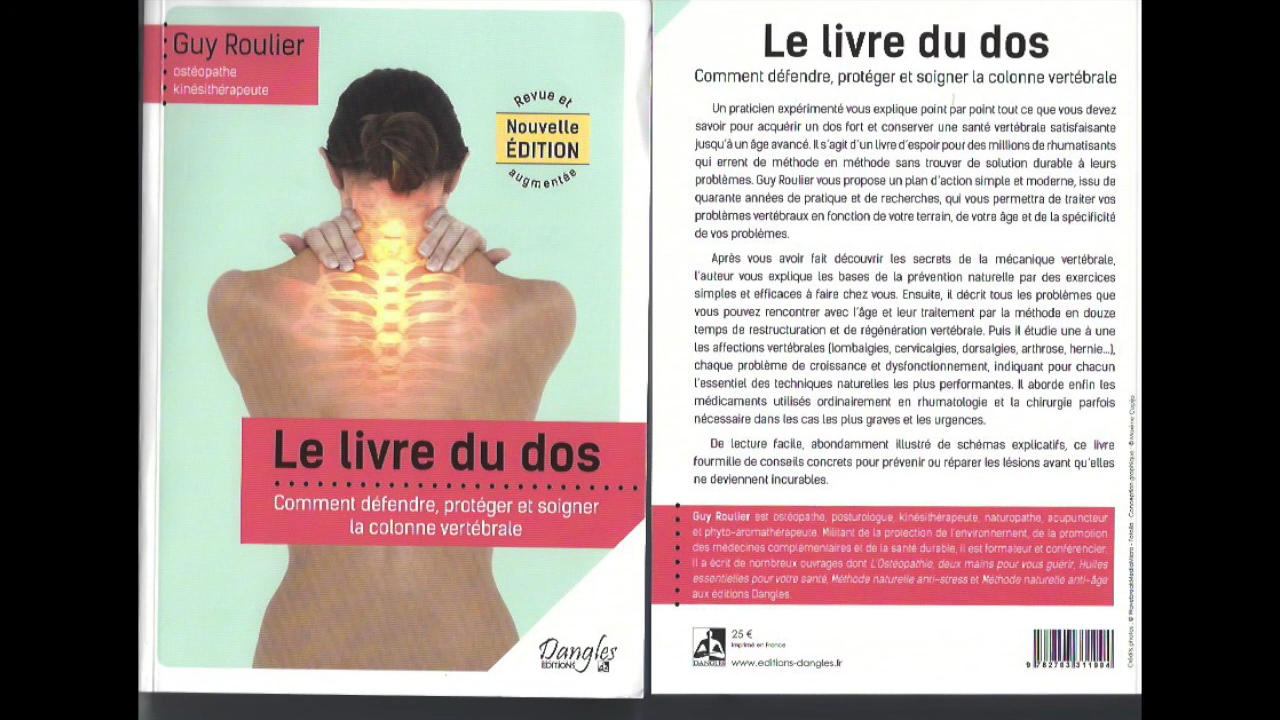 Guy Roulier
ostéopathe
kinésithérapeute
Revue et
Nouvelle
ÉDITION
augmentée
Le livre du dos
Comment défendre, protéger et soigner
la colonne vertébrale
Dangles
ÉDITIONS
Le livre du dos
Comment défendre, protéger et soigner la colonne vertébrale
Un praticien expérimenté vous explique point par point tout ce que vous devez
savoir pour acquérir un dos fort et conserver une santé vertébrale satisfaisante
jusqu'à un âge avancé. Il s'agit d'un livre d'espoir pour des millions de rhumatisants
qui errent de méthode en méthode sans trouver de solution durable à leurs
problèmes. Guy Roulier vous propose un plan d'action simple et moderne, issu de
quarante années de pratique et de recherches, qui vous permettra de traiter vos
problèmes vertébraux en fonction de votre terrain, de votre âge et de la spécificité
de vos problèmes.
Après vous avoir fait découvrir les secrets de la mécanique vertébrale,
l'auteur vous explique les bases de la prévention naturelle par des exercices
simples et efficaces à faire chez vous. Ensuite, il décrit tous les problèmes que
vous pouvez rencontrer avec l'âge et leur traitement par la méthode en douze
temps de restructuration et de régénération vertébrale. Puis il étudie une à une
les affections vertébrales (lombalgies, cervicalgies, dorsalgies, arthrose, hernie...),
chaque problème de croissance et dysfonctionnement, indiquant pour chacun
l'essentiel des techniques naturelles les plus performantes. Il aborde enfin les
médicaments utilisés ordinairement en rhumatologie et la chirurgie parfois
nécessaire dans les cas les plus graves et les urgences.
De lecture facile, abondamment illustré de schémas explicatifs, ce livre
fourmille de conseils concrets pour prévenir ou réparer les lésions avant qu'elles
ne deviennent incurables.
Guy Roulier est ostéopathe, posturologue, kinésithérapeute, naturopathe, acupuncteur
et phyto-aromathérapeute. Militant de la protection de l'environnement, de la promotion
des médecines complémentaires et de la santé durable, il est formateur et conférencier.
Il a écrit de nombreux ouvrages dont L'Ostéopathie, deux mains pour vous guérir, Huiles
essentielles pour votre santé, Méthode naturelle anti-stress et Méthode naturelle anti-âge
aux éditions Dangles.
DANGLES
25 €
Imprimé en France
www.editions-dangles.fr
9 782703 311904